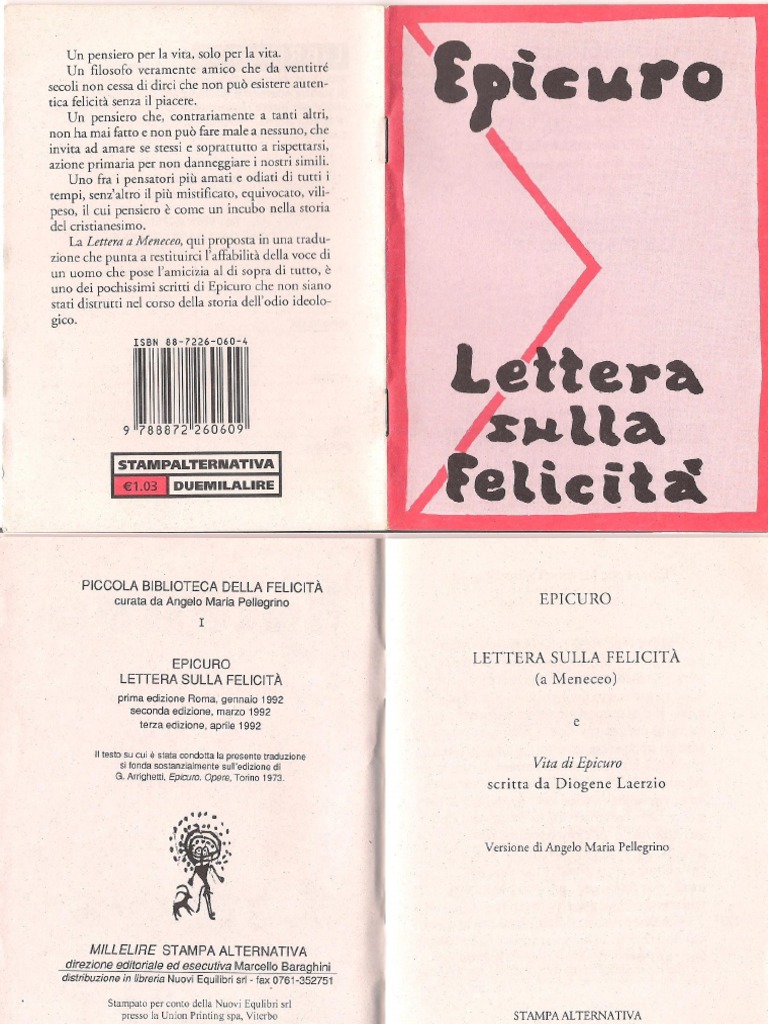 Un pensiero per la vita, solo per la vita.
Un filosofo veramente amico che da ventitré
secoli non cessa di dirci che non può esistere auten-
tica felicità senza il piacere.
Un pensiero che, contrariamente a tanti altri,
non ha mai fatto e non può fare male a nessuno, che
invita ad amare se stessi e soprattutto a rispettarsi,
azione primaria per non danneggiare i nostri simili.
Uno fra i pensatori più amati e odiati di tutti i
tempi, senz'altro il più mistificato, equivocato, vili-
peso, il cui pensiero è come un incubo nella storia
del cristianesimo.
La Lettera a Meneceo, qui proposta in una tradu-
zione che punta a restituirci l'affabilità della voce di
un uomo che pose l'amicizia al di sopra di tutto, è
uno dei pochissimi scritti di Epicuro che non siano
stati distrutti nel corso della storia dell'odio ideolo-
gico.
ISBN 88-7226-060-4
9 788872 260609
STAMPALTERNATIVA
€1.03 DUEMILALIRE
Epicuro
Lettera
sulla
Felicità
PICCOLA BIBLIOTECA DELLA FELICITÀ
curata da Angelo Maria Pellegrino
I
EPICURO
LETTERA SULLA FELICITÀ
prima edizione Roma, gennaio 1992
seconda edizione, marzo 1992
terza edizione, aprile 1992
Il testo su cui è stata condotta la presente traduzione
si fonda sostanzialmente sull'edizione di
G. Arrighetti, Epicuro. Opere, Torino 1973.
MILLELIRE STAMPA ALTERNATIVA
direzione editoriale ed esecutiva Marcello Baraghini
distribuzione in libreria Nuovi Equilibri srl - fax 0761-352751
Stampato per conto della Nuovi Equlibri srl
presso la Union Printing spa, Viterbo
EPICURO
LETTERA SULLA FELICITÀ
(a Meneceo)
e
Vita di Epicuro
scritta da Diogene Laerzio
Versione di Angelo Maria Pellegrino
STAMPA ALTERNATIVA